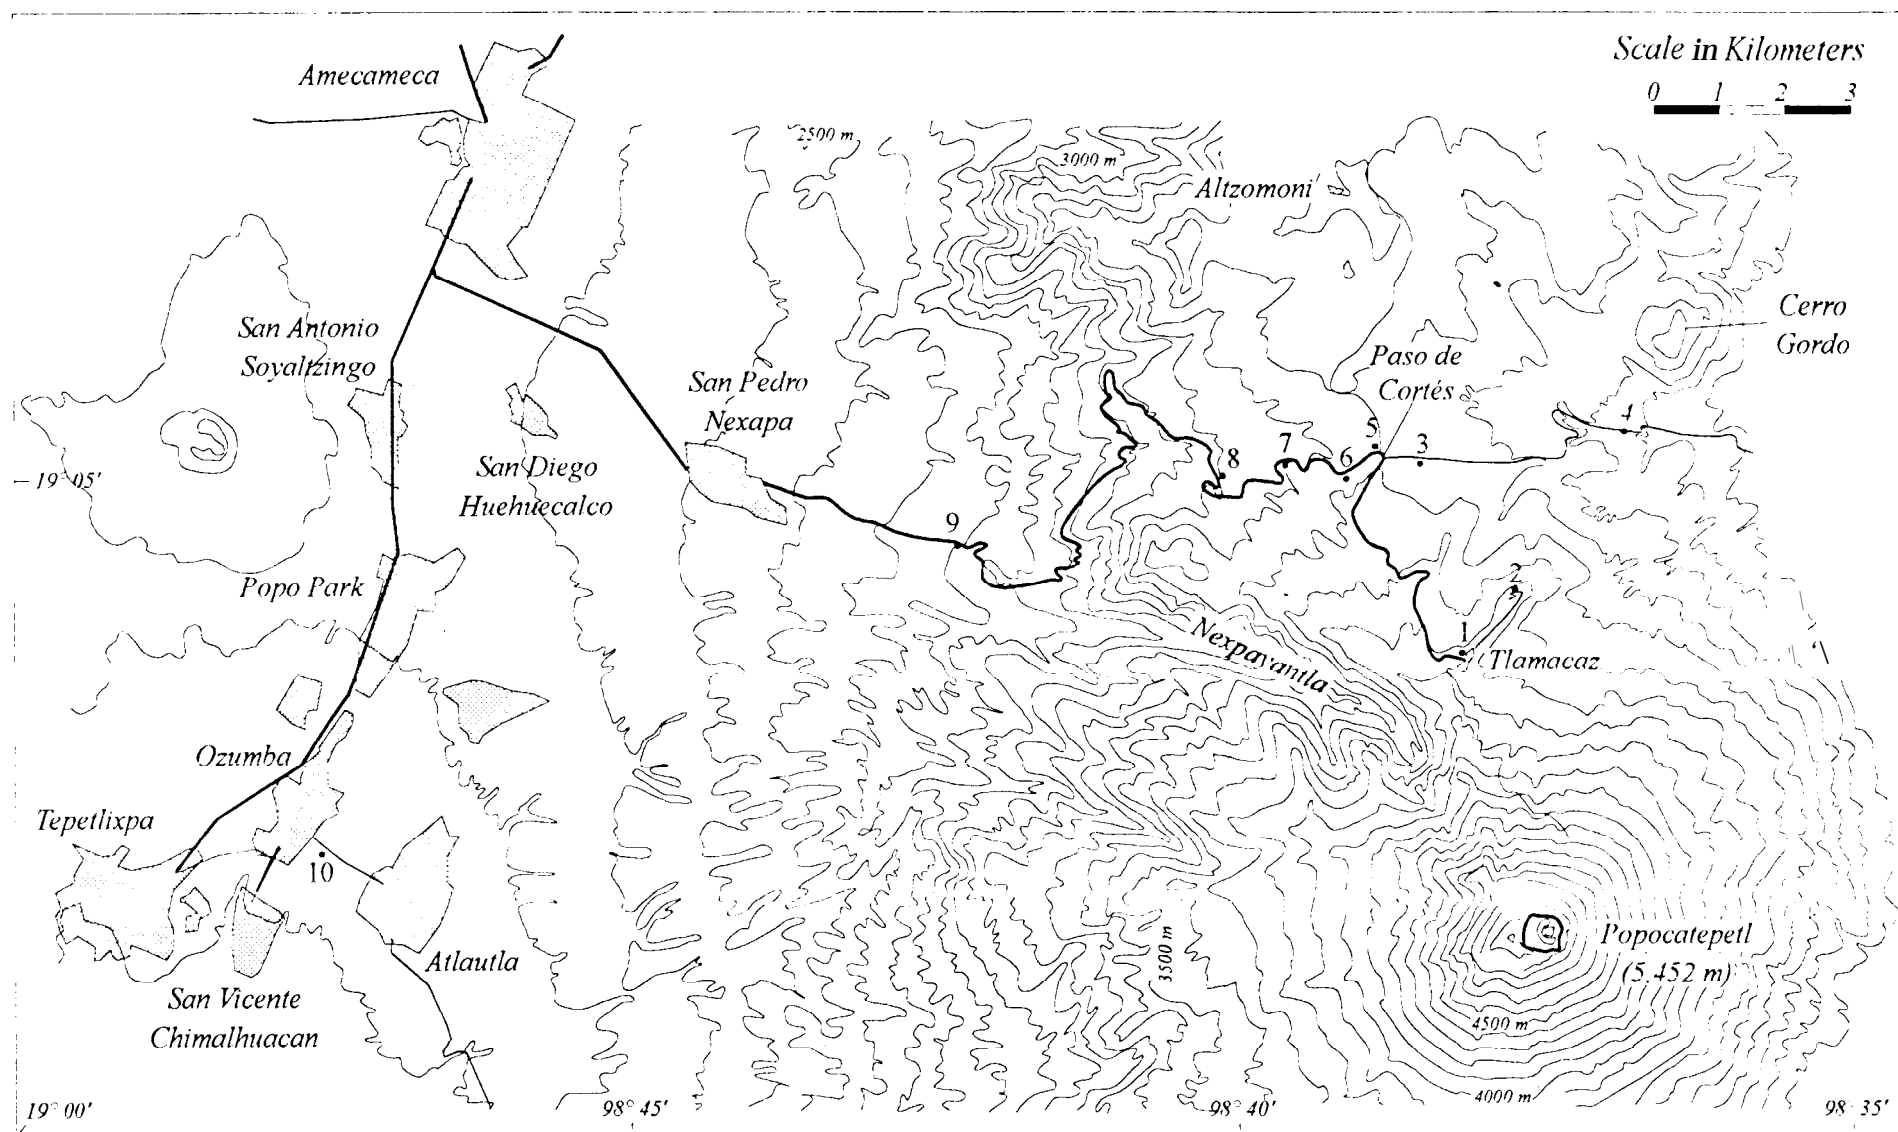 Scale in Kilometers
0 1 2 3
Amecameca
2500 m
3000 m
Altzomoni
Cerro
Gordo
San Antonio
Soyaltzingo
Paso de
Cortés
San Pedro
Nexapa
4
5
3
7
6
8
19° 05'
San Diego
Huehuecalco
9
Popo Park
2
1
Nexpayantla
Tlamacaz
Ozumba
Tepetlixpa
10
Popocatepetl
(5,452 m)
3500 m
Atlautla
San Vicente
Chimalhuacan
4500 m
4000 m
19° 00'
98° 45'
98° 40'
98° 35'